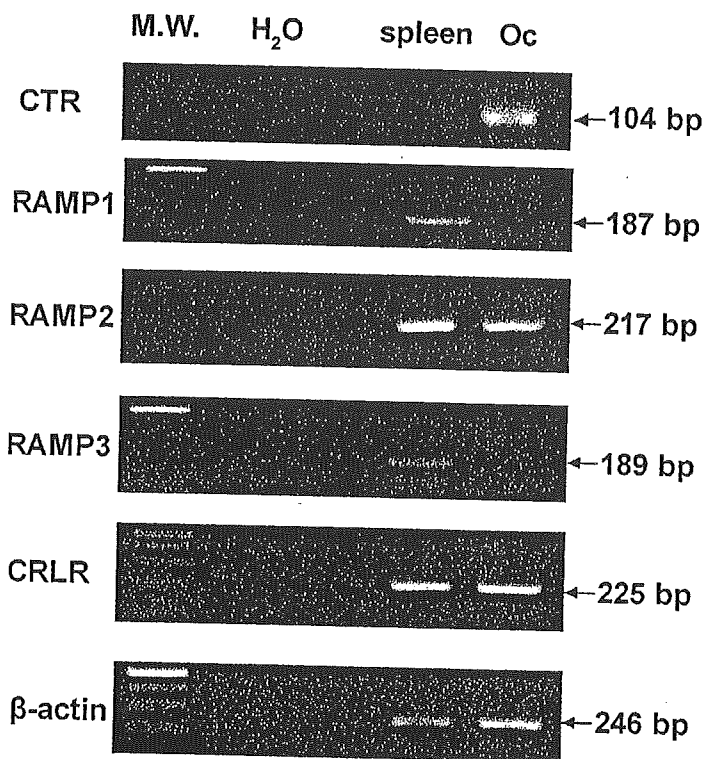 M.W. H₂O spleen Oc
CTR ←104 bp
RAMP1 ←187 bp
RAMP2 ←217 bp
RAMP3 ←189 bp
CRLR ←225 bp
β-actin ←246 bp